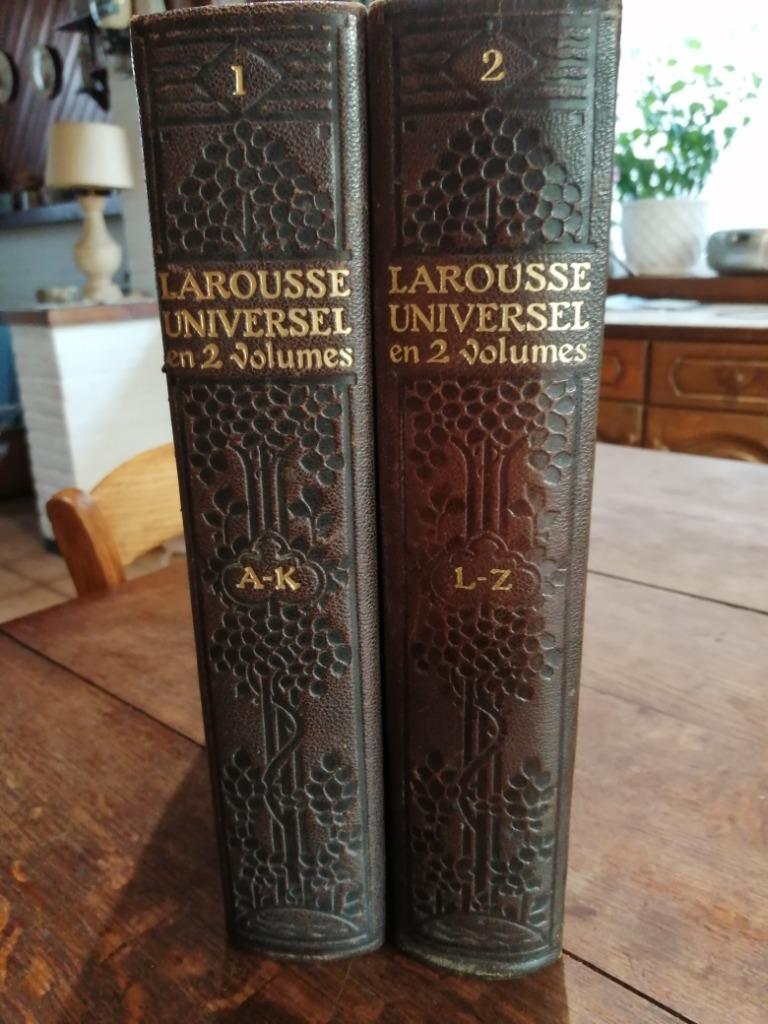 1
LAROUSSE
UNIVERSEL
en 2 volumes
A-K
2
LAROUSSE
UNIVERSEL
en 2 volumes
L-Z